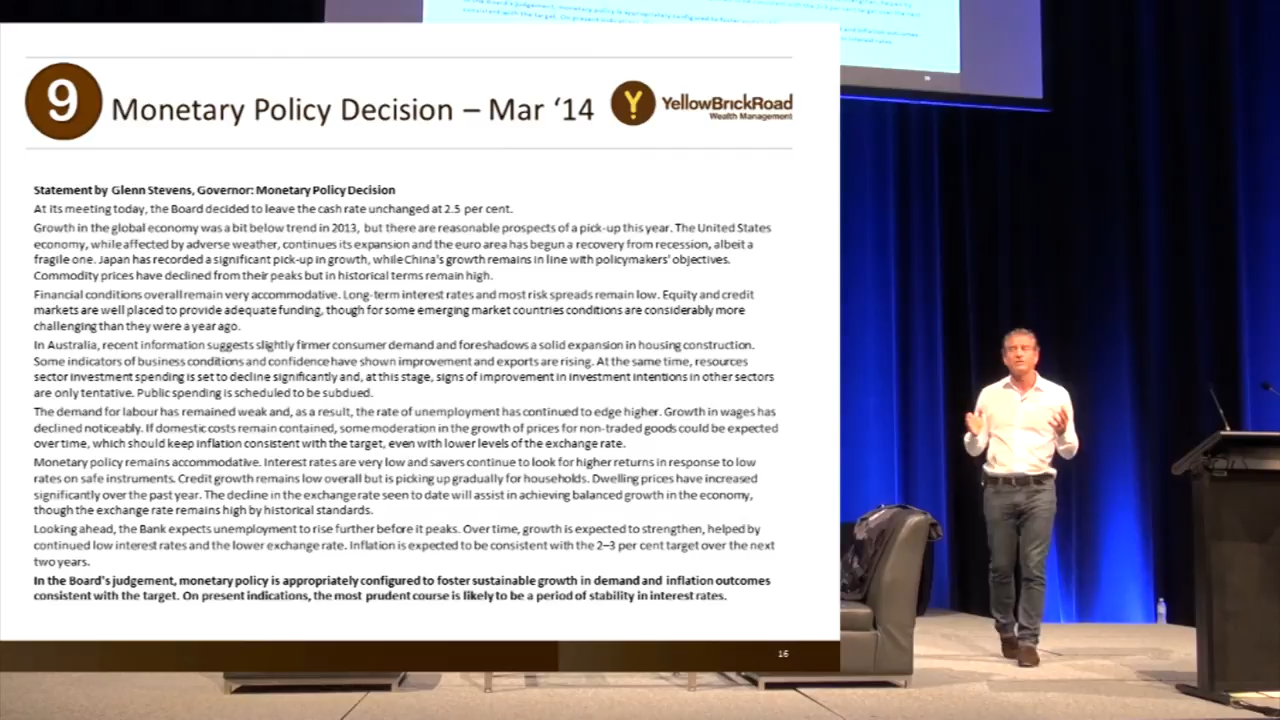 9
Monetary Policy Decision – Mar ‘14
Y
YellowBrickRoad
Wealth Management
Statement by Glenn Stevens, Governor: Monetary Policy Decision
At its meeting today, the Board decided to leave the cash rate unchanged at 2.5 per cent.
Growth in the global economy was a bit below trend in 2013, but there are reasonable prospects of a pick-up this year. The United States
economy, while affected by adverse weather, continues its expansion and the euro area has begun a recovery from recession, albeit a
fragile one. Japan has recorded a significant pick-up in growth, while China's growth remains in line with policymakers' objectives.
Commodity prices have declined from their peaks but in historical terms remain high.
Financial conditions overall remain very accommodative. Long-term interest rates and most risk spreads remain low. Equity and credit
markets are well placed to provide adequate funding, though for some emerging market countries conditions are considerably more
challenging than they were a year ago.
In Australia, recent information suggests slightly firmer consumer demand and foreshadows a solid expansion in housing construction.
Some indicators of business conditions and confidence have shown improvement and exports are rising. At the same time, resources
sector investment spending is set to decline significantly and, at this stage, signs of improvement in investment intentions in other sectors
are only tentative. Public spending is scheduled to be subdued.
The demand for labour has remained weak and, as a result, the rate of unemployment has continued to edge higher. Growth in wages has
declined noticeably. If domestic costs remain contained, some moderation in the growth of prices for non-traded goods could be expected
over time, which should keep inflation consistent with the target, even with lower levels of the exchange rate.
Monetary policy remains accommodative. Interest rates are very low and savers continue to look for higher returns in response to low
rates on safe instruments. Credit growth remains low overall but is picking up gradually for households. Dwelling prices have increased
significantly over the past year. The decline in the exchange rate seen to date will assist in achieving balanced growth in the economy,
though the exchange rate remains high by historical standards.
Looking ahead, the Bank expects unemployment to rise further before it peaks. Over time, growth is expected to strengthen, helped by
continued low interest rates and the lower exchange rate. Inflation is expected to be consistent with the 2–3 per cent target over the next
two years.
In the Board's judgement, monetary policy is appropriately configured to foster sustainable growth in demand and inflation outcomes
consistent with the target. On present indications, the most prudent course is likely to be a period of stability in interest rates.
16